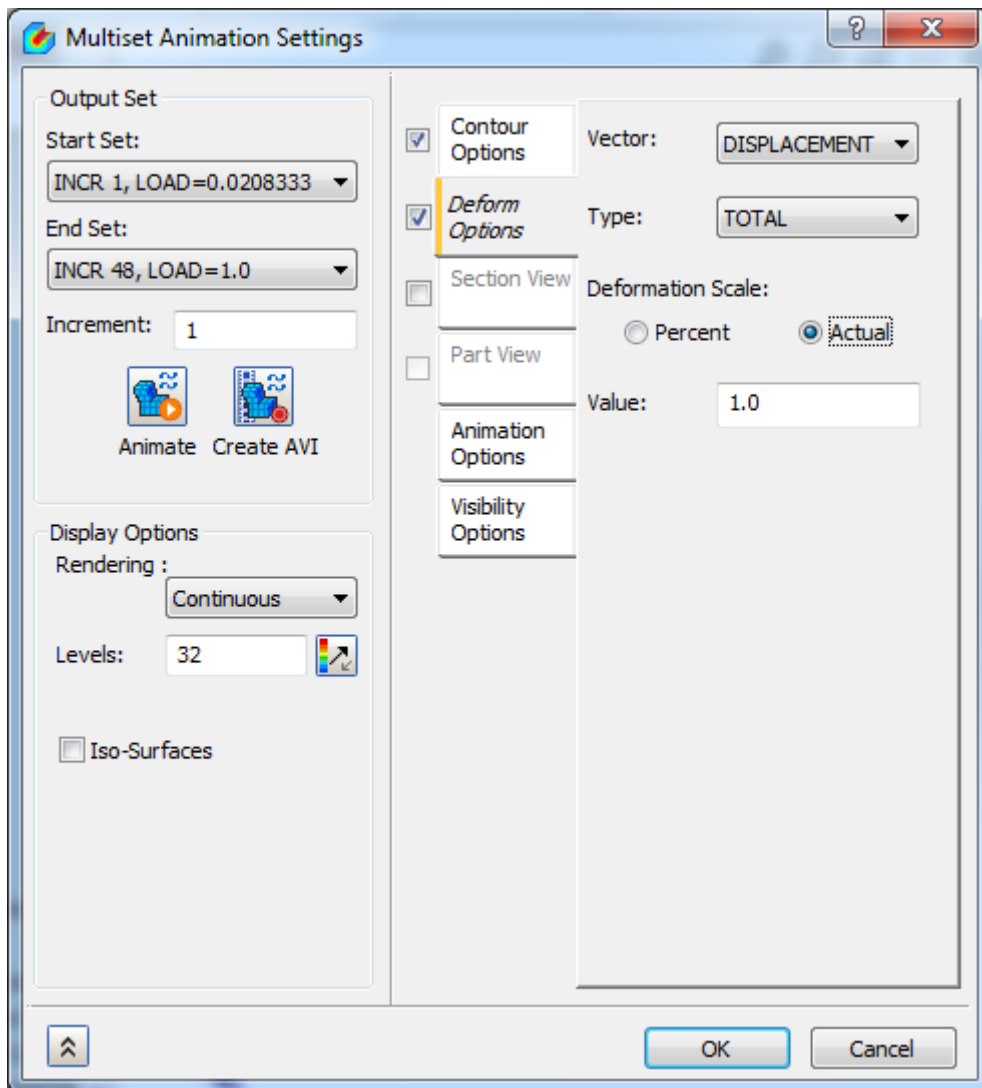 Multiset Animation Settings
Output Set
Start Set:
INCR 1, LOAD=0.0208333
End Set:
INCR 48, LOAD=1.0
Increment:
1
Animate
Create AVI
Display Options
Rendering :
Continuous
Levels:
32
Iso-Surfaces
Contour
Options
Deform
Options
Section View
Part View
Animation
Options
Visibility
Options
Vector:
DISPLACEMENT
Type:
TOTAL
Deformation Scale:
Percent
Actual
Value:
1.0
OK
Cancel